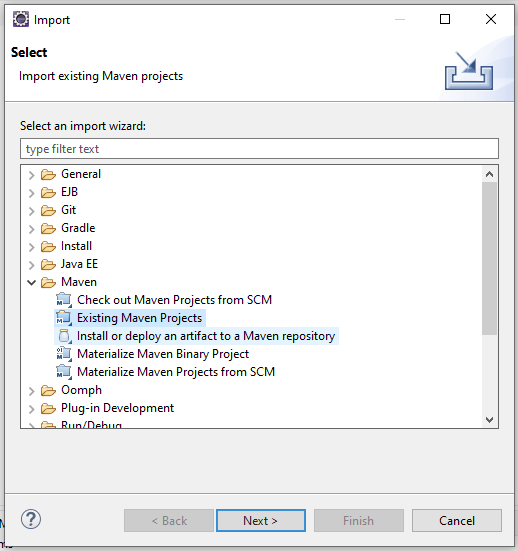 Import
Select
Import existing Maven projects
Select an import wizard:
type filter text
General
EJB
Git
Gradle
Install
Java EE
Maven
Check out Maven Projects from SCM
Existing Maven Projects
Install or deploy an artifact to a Maven repository
Materialize Maven Binary Project
Materialize Maven Projects from SCM
Oomph
Plug-in Development
Run/Debug
< Back
Next >
Finish
Cancel